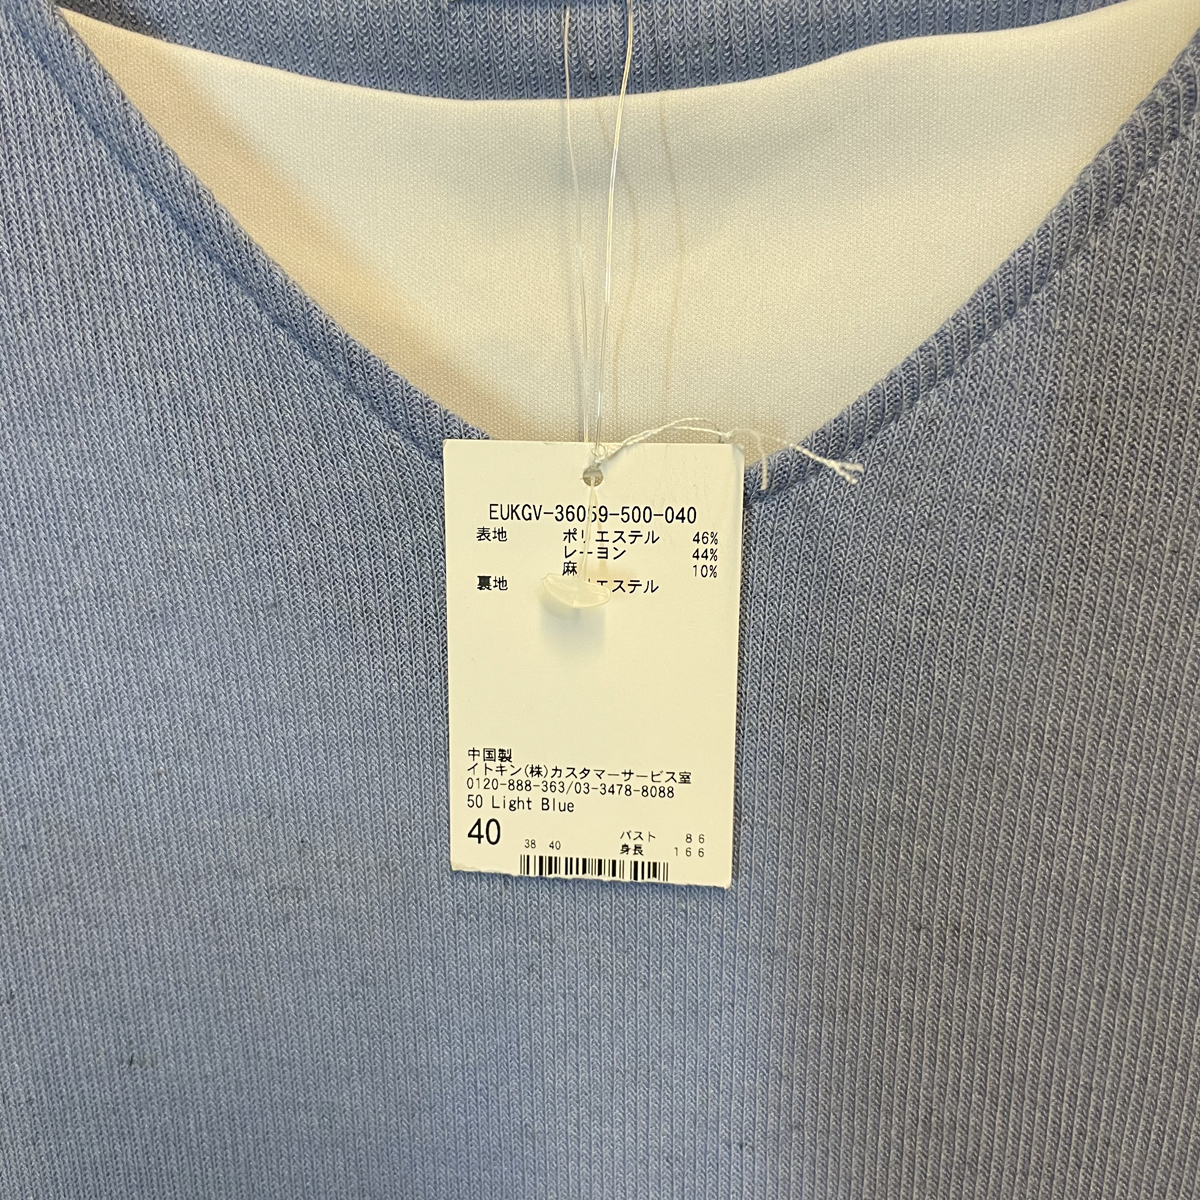 EUKGV-36059-500-040
表地 ポリエステル 46%
レーヨン 44%
麻 10%
裏地 ポリエステル
中国製
イトキン(株)カスタマーサービス室
0120-888-363/03-3478-8088
50 Light Blue
40 38 40 バスト 86
身長 166